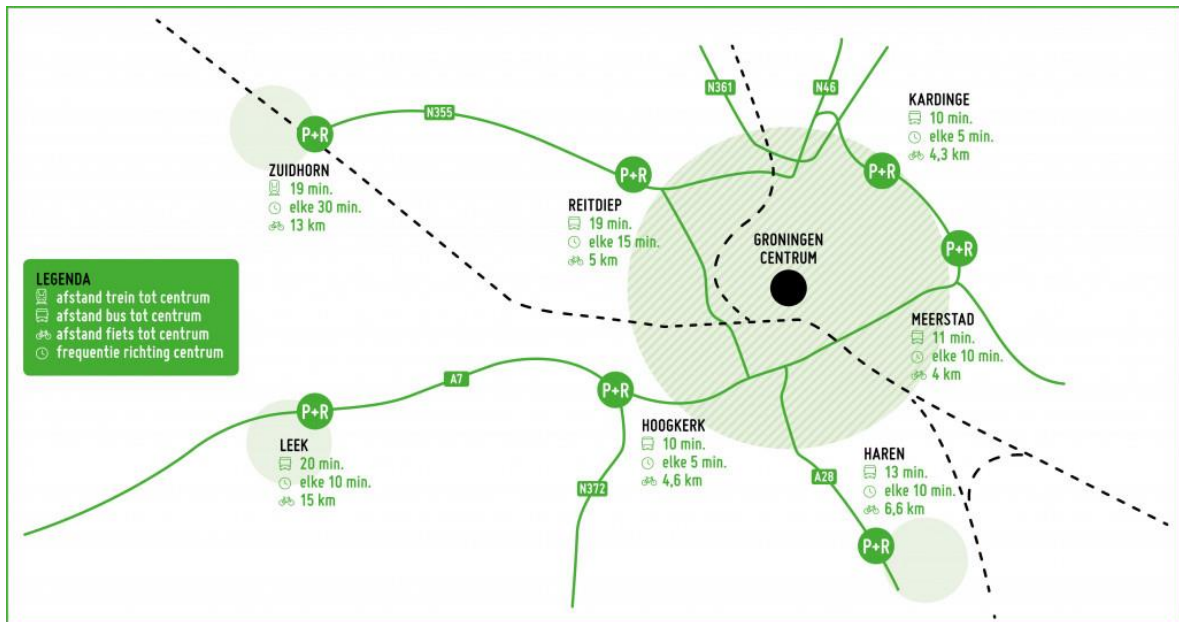 N361
N46
N355
P+R
ZUIDHORN
19 min.
elke 30 min.
13 km
P+R
REITDIEP
19 min.
elke 15 min.
5 km
KARDINGE
10 min.
elke 5 min.
4,3 km
P+R
GRONINGEN
CENTRUM
P+R
MEERSTAD
11 min.
elke 10 min.
4 km
LEGENDA
afstand trein tot centrum
afstand bus tot centrum
afstand fiets tot centrum
frequentie richting centrum
A7
P+R
LEEK
20 min.
elke 10 min.
15 km
P+R
HOOGKERK
10 min.
elke 5 min.
4,6 km
N372
A28
HAREN
13 min.
elke 10 min.
6,6 km
P+R